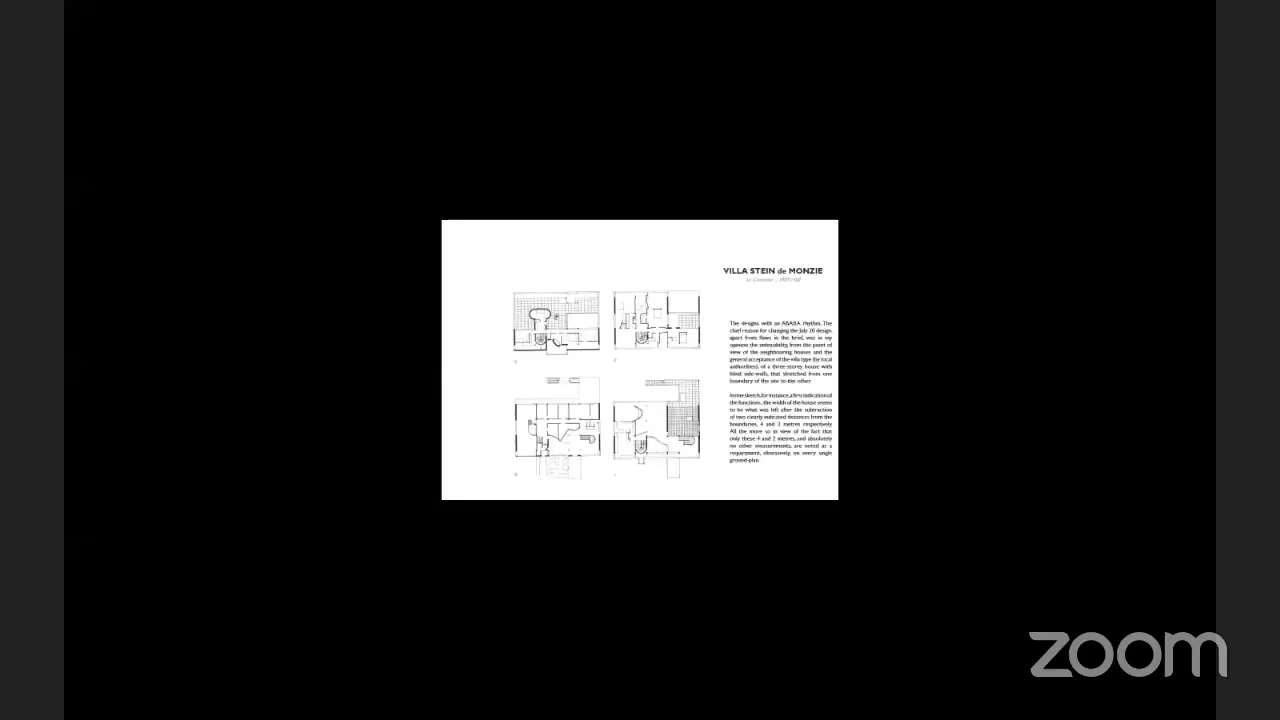 VILLA STEIN de MONZIE
Le Corbusier _ 1927-1928
The designs with an ABABA rhythm. The
chief reason for changing the July 20 design,
apart from flaws in the brief, was in my
opinion the unsuitability, from the point of
view of the neighbouring houses and the
general acceptance of the villa type (by local
authorities), of a three-storey house with
blind side-walls, that stretched from one
boundary of the site to the other
In one sketch, for instance, a first indication of
the functions , the width of the house seems
to be what was left after the subtraction
of two clearly indicated distances from the
boundaries, 4 and 2 metres respectively.
All the more so in view of the fact that
only these 4 and 2 metres, and absolutely
no other measurements, are noted as a
requirement, obsessively, on every single
ground-plan.
zoom